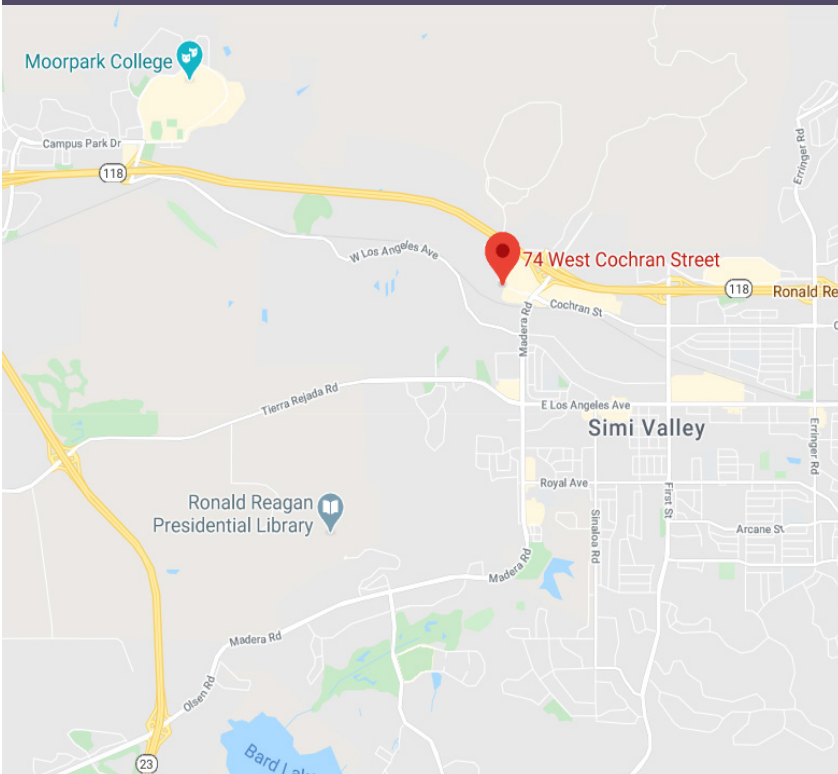 Moorpark College
Campus Park Dr
118
Erringer Rd
W Los Angeles Ave
74 West Cochran Street
118
Ronald Re
Cochran St
Madera Rd
C
Tierra Rejada Rd
E Los Angeles Ave
Simi Valley
Erringer Rd
Royal Ave
First St
Ronald Reagan
Presidential Library
Sinaloa Rd
Arcane St
Madera Rd
Madera Rd
Olsen Rd
Bard Lak
23